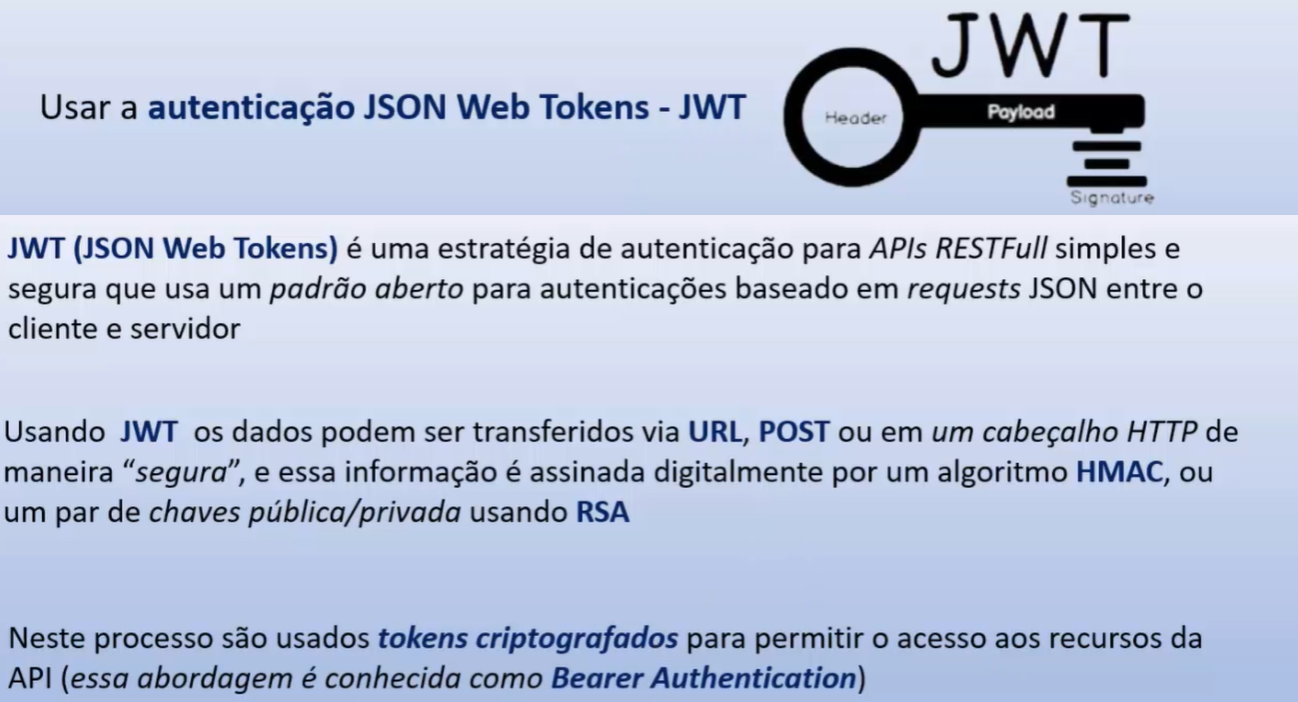 JWT
Usar a autenticação JSON Web Tokens - JWT
Header
Payload
Signature
JWT (JSON Web Tokens) é uma estratégia de autenticação para APIs RESTFull simples e
segura que usa um padrão aberto para autenticações baseado em requests JSON entre o
cliente e servidor
Usando JWT os dados podem ser transferidos via URL, POST ou em um cabeçalho HTTP de
maneira “segura”, e essa informação é assinada digitalmente por um algoritmo HMAC, ou
um par de chaves pública/privada usando RSA
Neste processo são usados tokens criptografados para permitir o acesso aos recursos da
API (essa abordagem é conhecida como Bearer Authentication)